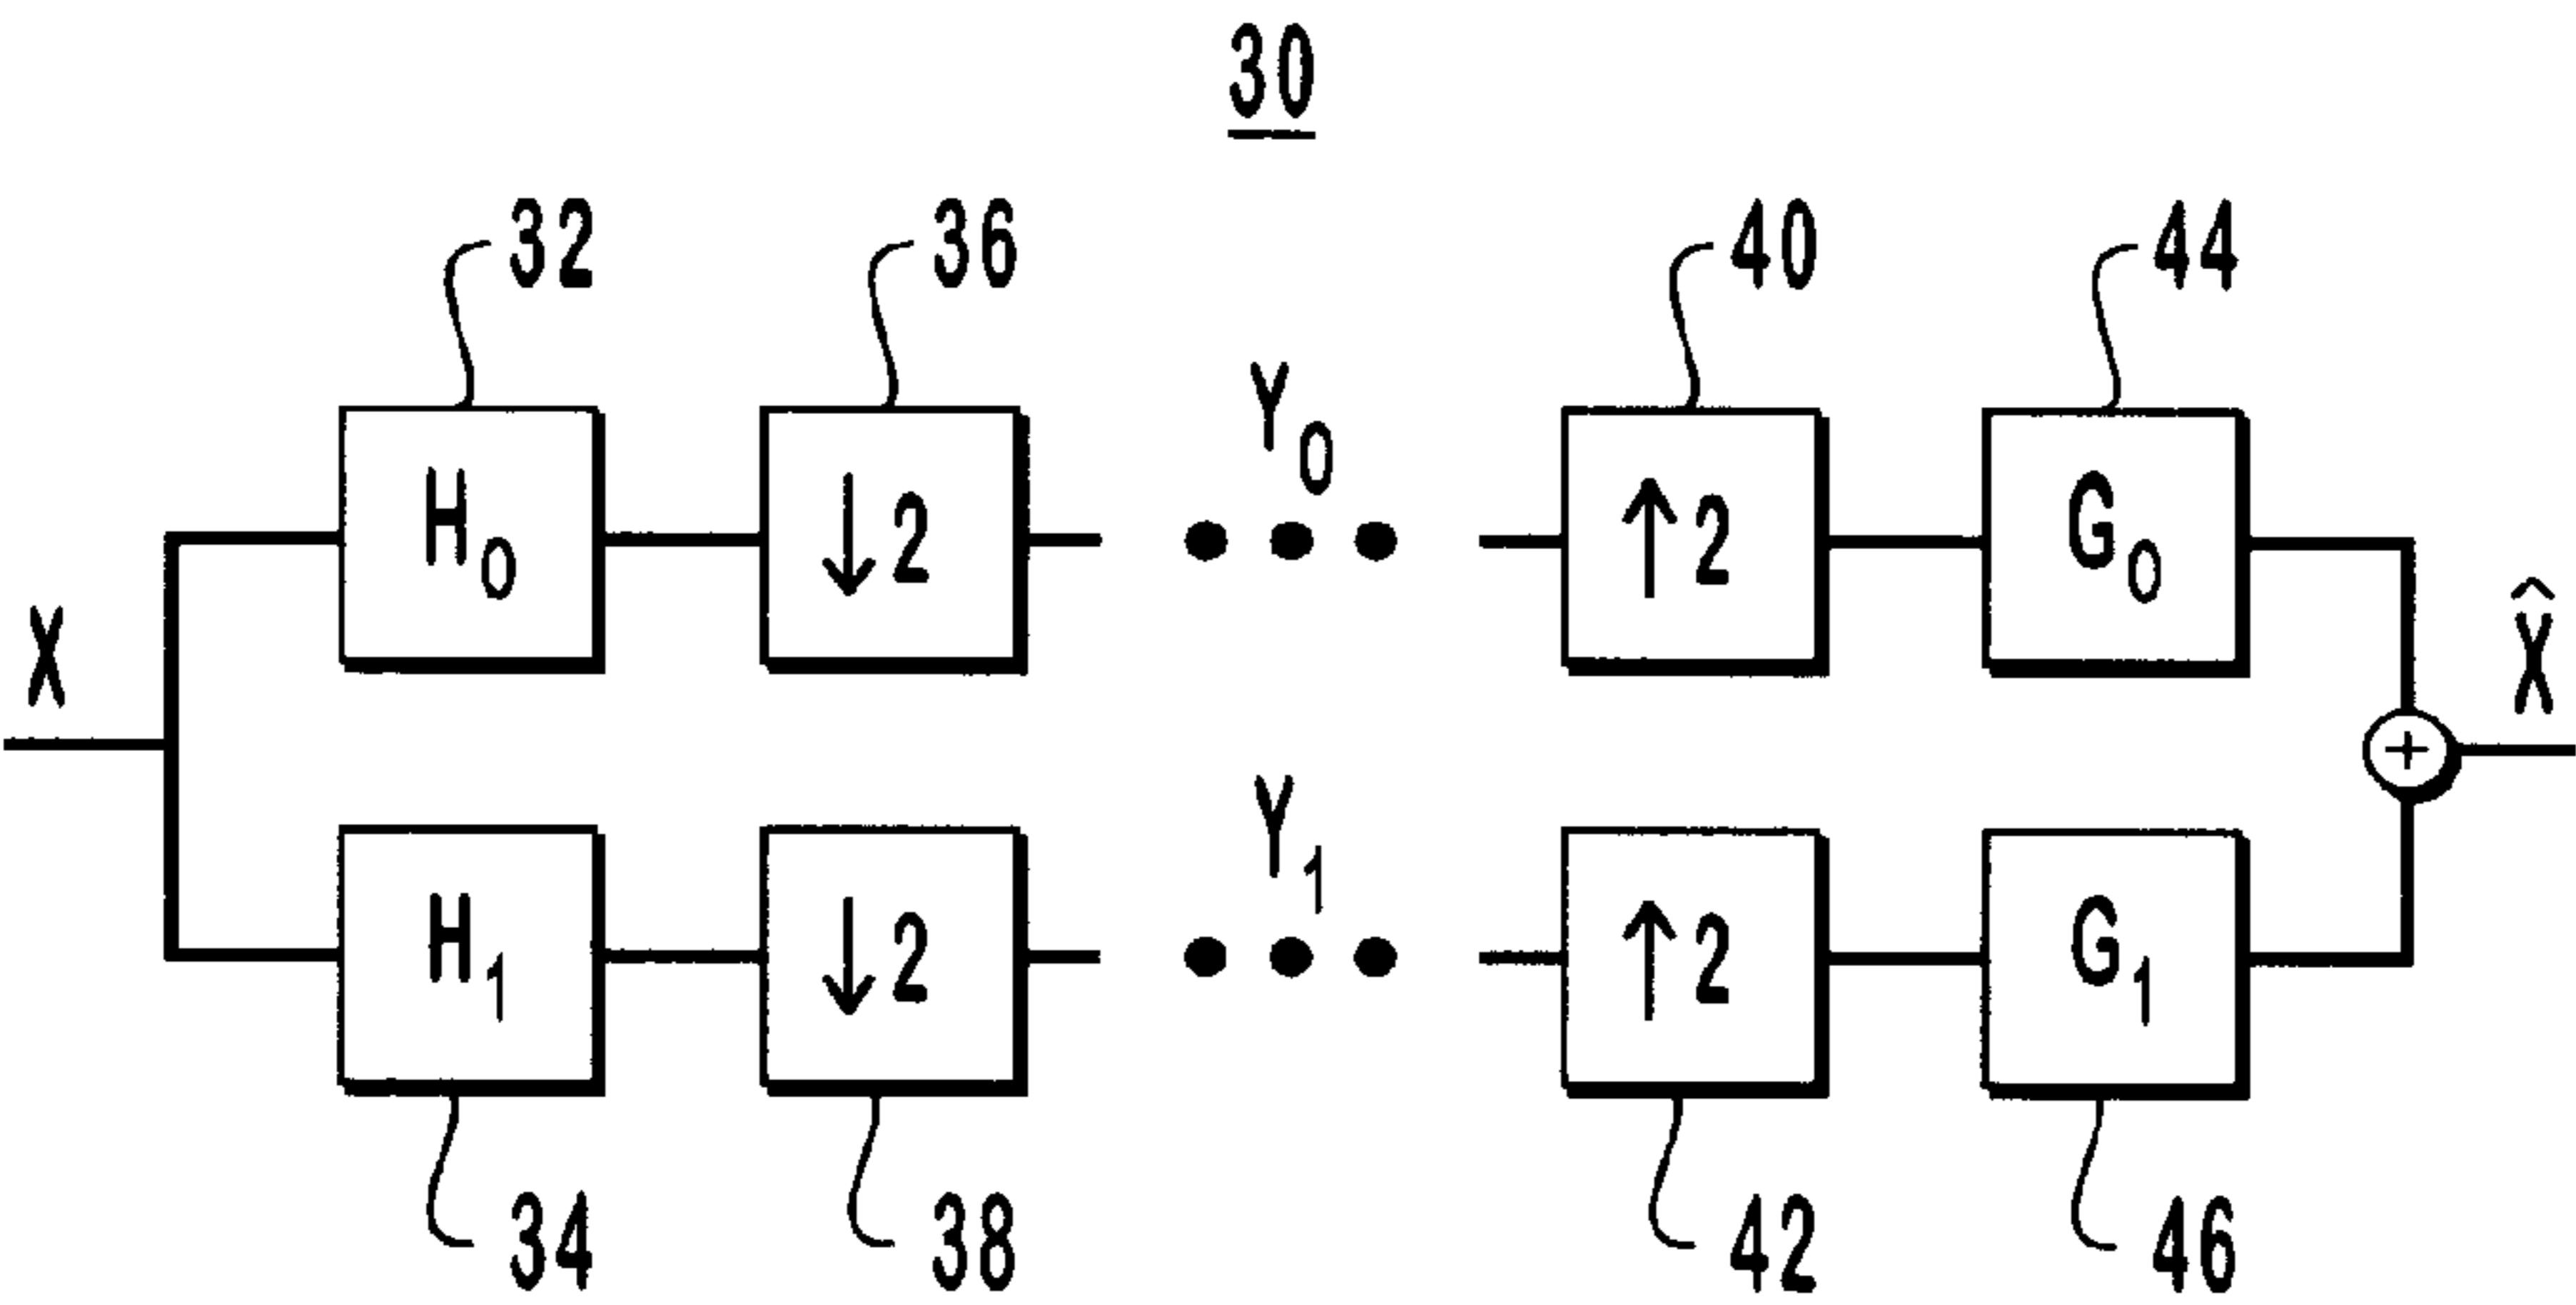 30
32 36 40 44
Y₀
H₀ ↓2 ↑2 G₀
X X̂
Y₁
H₁ ↓2 ↑2 G₁
+
34 38 42 46